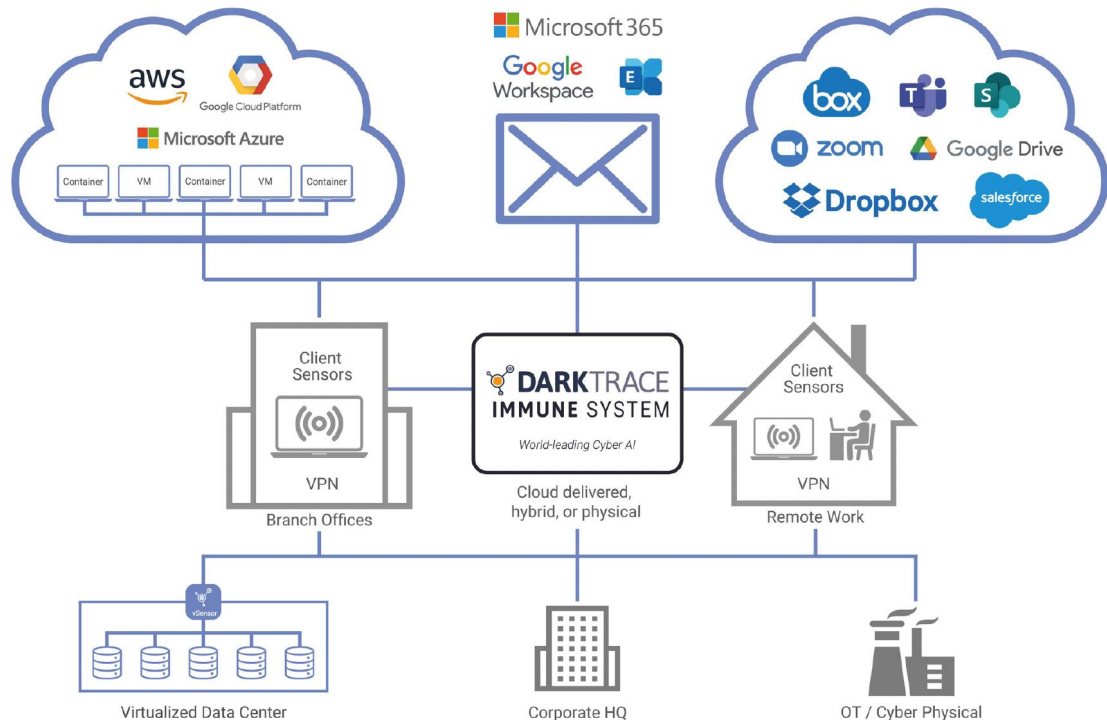 aws
Google Cloud Platform
Microsoft Azure
Container
VM
Container
VM
Container
Microsoft 365
Google
Workspace
E
box
T
S
zoom
Google Drive
Dropbox
salesforce
Client
Sensors
VPN
Branch Offices
DARKTRACE
IMMUNE SYSTEM
World-leading Cyber AI
Cloud delivered,
hybrid, or physical
Client
Sensors
VPN
Remote Work
vSensor
Virtualized Data Center
Corporate HQ
OT / Cyber Physical